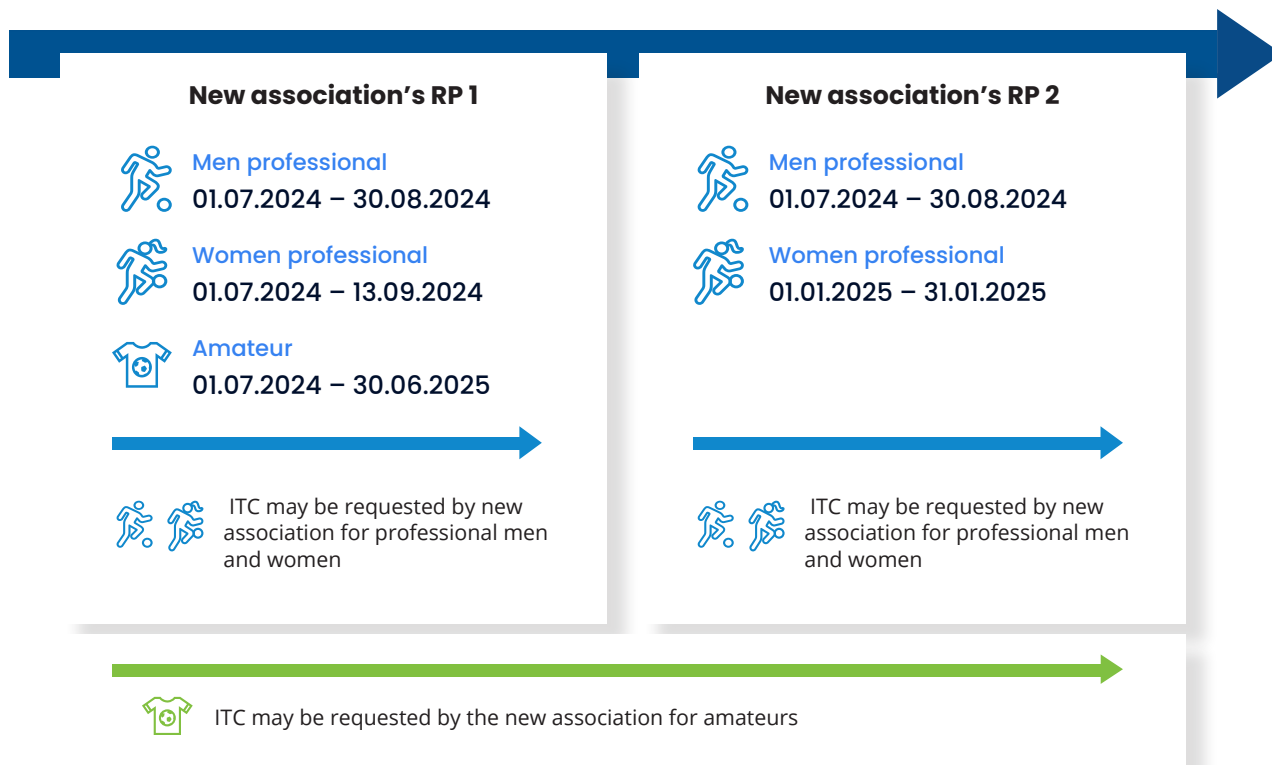 New association's RP 1
Men professional
01.07.2024 – 30.08.2024
Women professional
01.07.2024 – 13.09.2024
Amateur
01.07.2024 – 30.06.2025
ITC may be requested by new
association for professional men
and women
New association's RP 2
Men professional
01.07.2024 – 30.08.2024
Women professional
01.01.2025 – 31.01.2025
ITC may be requested by new
association for professional men
and women
ITC may be requested by the new association for amateurs